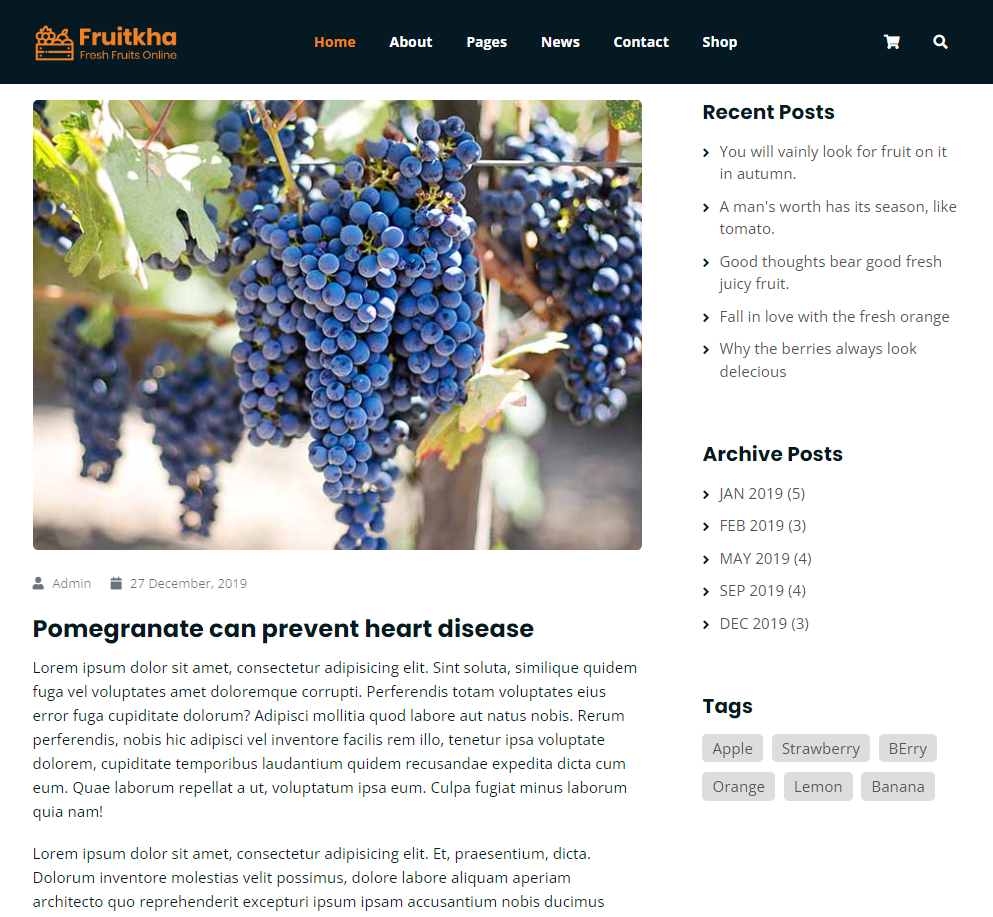 Fruitkha
Fresh Fruits Online
Home About Pages News Contact Shop
Admin 27 December, 2019
Pomegranate can prevent heart disease
Lorem ipsum dolor sit amet, consectetur adipisicing elit. Sint soluta, similique quidem
fuga vel voluptates amet doloremque corrupti. Perferendis totam voluptates eius
error fuga cupiditate dolorum? Adipisci mollitia quod labore aut natus nobis. Rerum
perferendis, nobis hic adipisci vel inventore facilis rem illo, tenetur ipsa voluptate
dolorem, cupiditate temporibus laudantium quidem recusandae expedita dicta cum
eum. Quae laborum repellat a ut, voluptatum ipsa eum. Culpa fugiat minus laborum
quia nam!
Lorem ipsum dolor sit amet, consectetur adipisicing elit. Et, praesentium, dicta.
Dolorum inventore molestias velit possimus, dolore labore aliquam aperiam
architecto quo reprehenderit excepturi ipsum ipsam accusantium nobis ducimus
Recent Posts
You will vainly look for fruit on it
in autumn.
A man's worth has its season, like
tomato.
Good thoughts bear good fresh
juicy fruit.
Fall in love with the fresh orange
Why the berries always look
delecious
Archive Posts
JAN 2019 (5)
FEB 2019 (3)
MAY 2019 (4)
SEP 2019 (4)
DEC 2019 (3)
Tags
Apple Strawberry BErry
Orange Lemon Banana